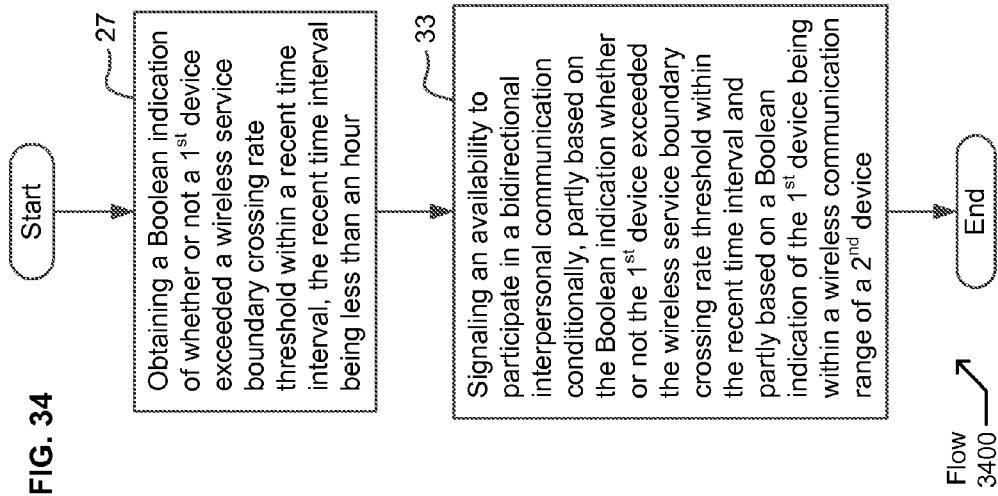 FIG. 34
Start
27
Obtaining a Boolean indication
of whether or not a 1st device
exceeded a wireless service
boundary crossing rate
threshold within a recent time
interval, the recent time interval
being less than an hour
33
Signaling an availability to
participate in a bidirectional
interpersonal communication
conditionally, partly based on
the Boolean indication whether
or not the 1st device exceeded
the wireless service boundary
crossing rate threshold within
the recent time interval and
partly based on a Boolean
indication of the 1st device being
within a wireless communication
range of a 2nd device
End
Flow
3400